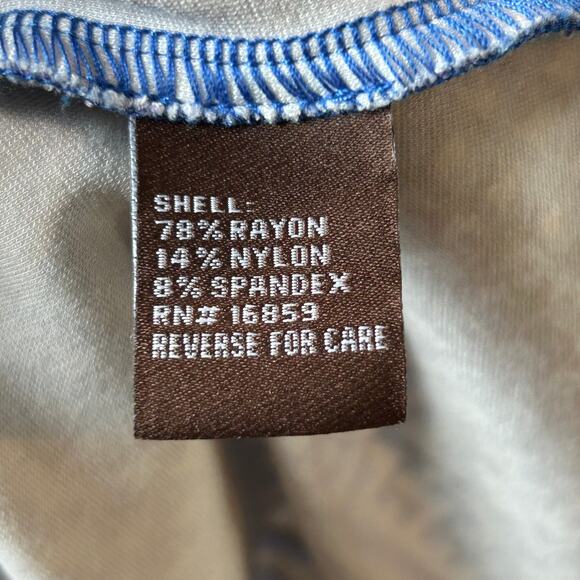 SHELL:
78% RAYON
14% NYLON
8% SPANDEX
RN# 16859
REVERSE FOR CARE